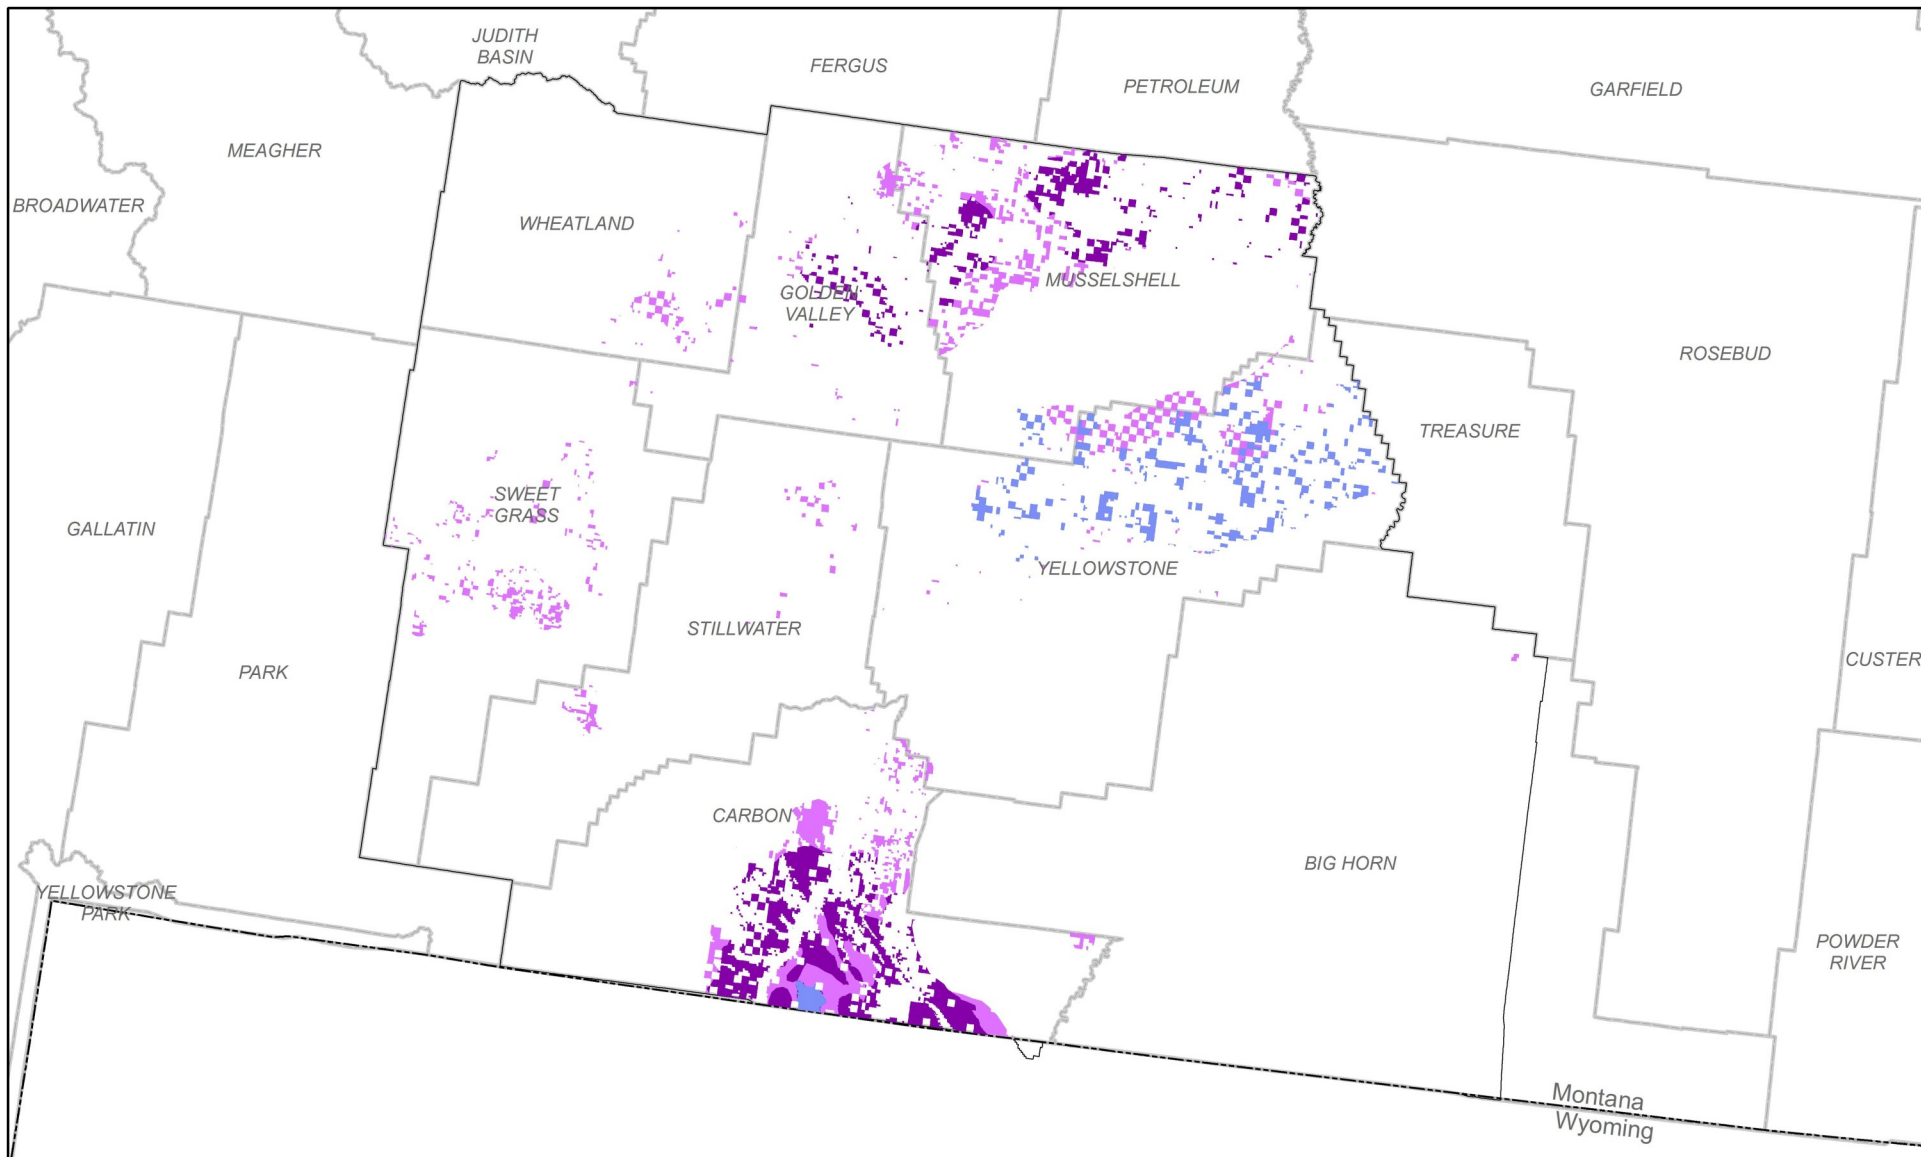 JUDITH
BASIN
FERGUS
PETROLEUM
GARFIELD
MEAGHER
BROADWATER
WHEATLAND
MUSSELSHELL
GOLDEN
VALLEY
ROSEBUD
TREASURE
SWEET
GRASS
GALLATIN
YELLOWSTONE
STILLWATER
PARK
CUSTER
CARBON
BIG HORN
YELLOWSTONE
PARK
POWDER
RIVER
Montana
Wyoming